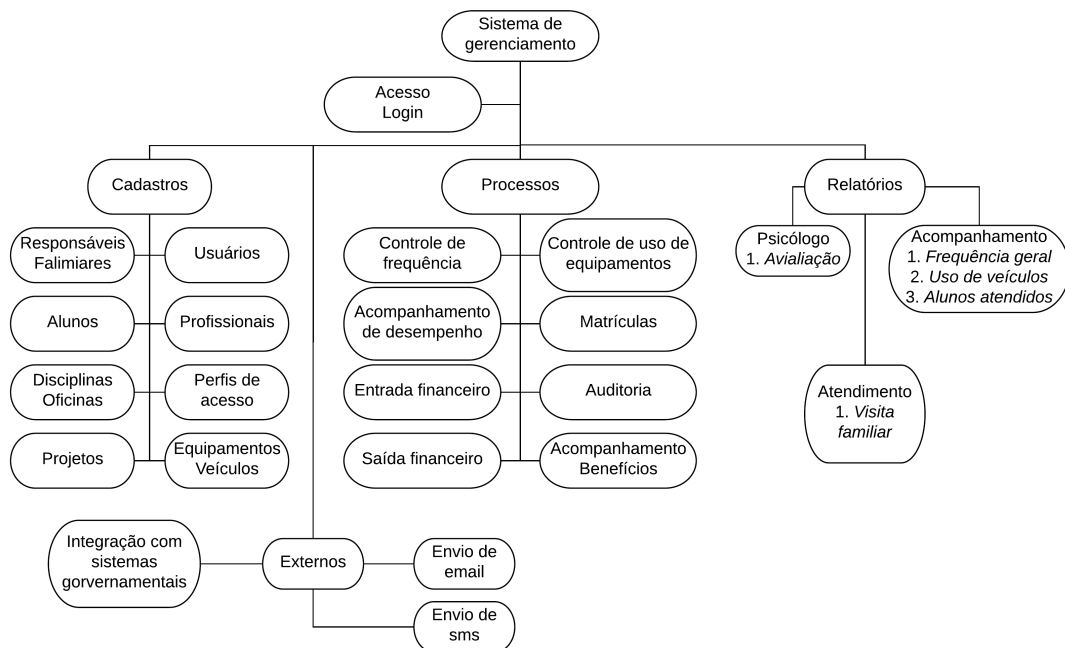 Sistema de
gerenciamento
Acesso
Login
Cadastros
Processos
Relatórios
Responsáveis
Falimiares
Usuários
Controle de
frequência
Controle de uso de
equipamentos
Psicólogo
1. Avialiação
Acompanhamento
1. Frequência geral
2. Uso de veículos
3. Alunos atendidos
Alunos
Profissionais
Acompanhamento
de desempenho
Matrículas
Disciplinas
Oficinas
Perfis de
acesso
Entrada financeiro
Auditoria
Atendimento
1. Visita
familiar
Projetos
Equipamentos
Veículos
Saída financeiro
Acompanhamento
Benefícios
Integração com
sistemas
gorvernamentais
Externos
Envio de
email
Envio de
sms